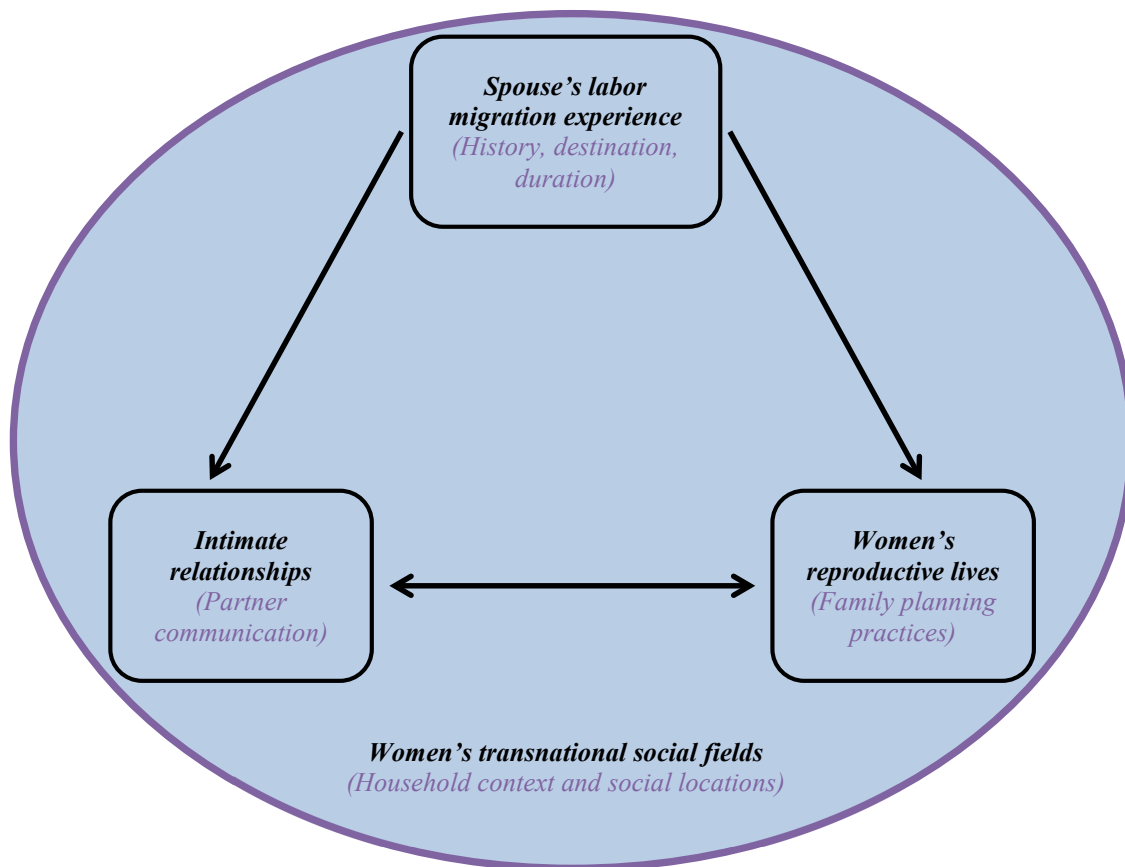 Spouse’s labor
migration experience
(History, destination,
duration)
Intimate
relationships
(Partner
communication)
Women’s
reproductive lives
(Family planning
practices)
Women’s transnational social fields
(Household context and social locations)